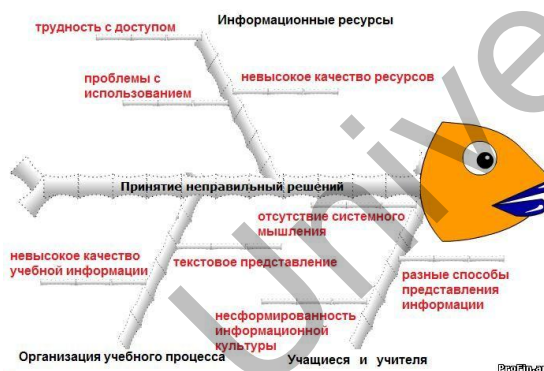 Информационные ресурсы
трудность с доступом
проблемы с
использованием
невысокое качество ресурсов
Принятие неправильный решений
отсутствие системного
мышления
невысокое качество
учебной информации
текстовое представление
разные способы
представления
информации
несформированность
информационной
культуры
Организация учебного процесса
Учащиеся и учителя
Unive